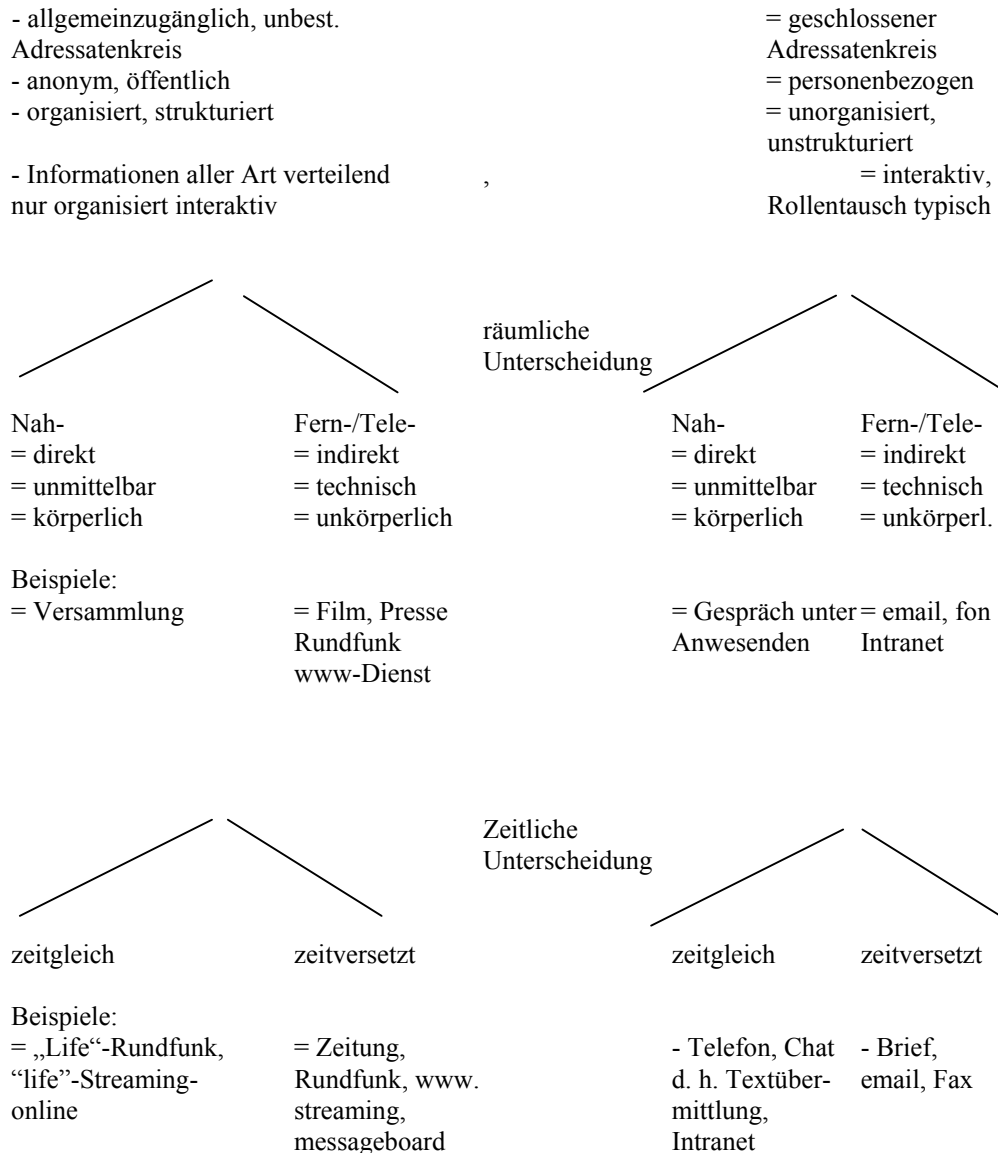 - allgemeinzugänglich, unbest.
Adressatenkreis
- anonym, öffentlich
- organisiert, strukturiert
- Informationen aller Art verteilend ,
nur organisiert interaktiv
= geschlossener
Adressatenkreis
= personenbezogen
= unorganisiert,
unstrukturiert
= interaktiv,
Rollentausch typisch
räumliche
Unterscheidung
Nah-
= direkt
= unmittelbar
= körperlich
Fern-/Tele-
= indirekt
= technisch
= unkörperlich
Nah-
= direkt
= unmittelbar
= körperlich
Fern-/Tele-
= indirekt
= technisch
= unkörperl.
Beispiele:
= Versammlung
= Film, Presse
Rundfunk
www-Dienst
= Gespräch unter
Anwesenden
= email, fon
Intranet
Zeitliche
Unterscheidung
zeitgleich
zeitversetzt
zeitgleich
zeitversetzt
Beispiele:
= „Life“-Rundfunk,
“life”-Streaming-
online
= Zeitung,
Rundfunk, www.
streaming,
messageboard
- Telefon, Chat
d. h. Textüber-
mittlung,
Intranet
- Brief,
email, Fax